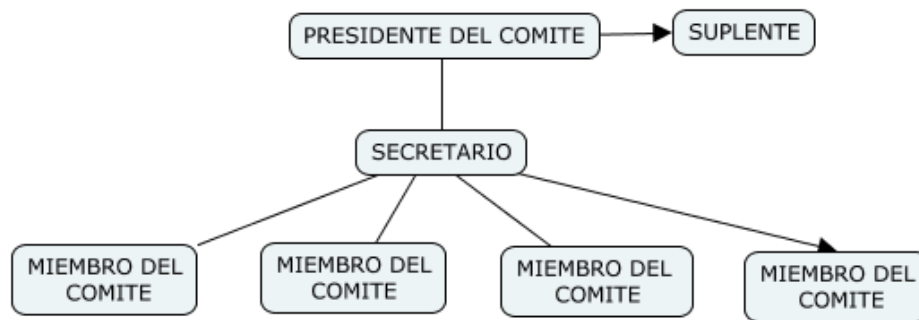 PRESIDENTE DEL COMITE
SUPLENTE
SECRETARIO
MIEMBRO DEL
COMITE
MIEMBRO DEL
COMITE
MIEMBRO DEL
COMITE
MIEMBRO DEL
COMITE